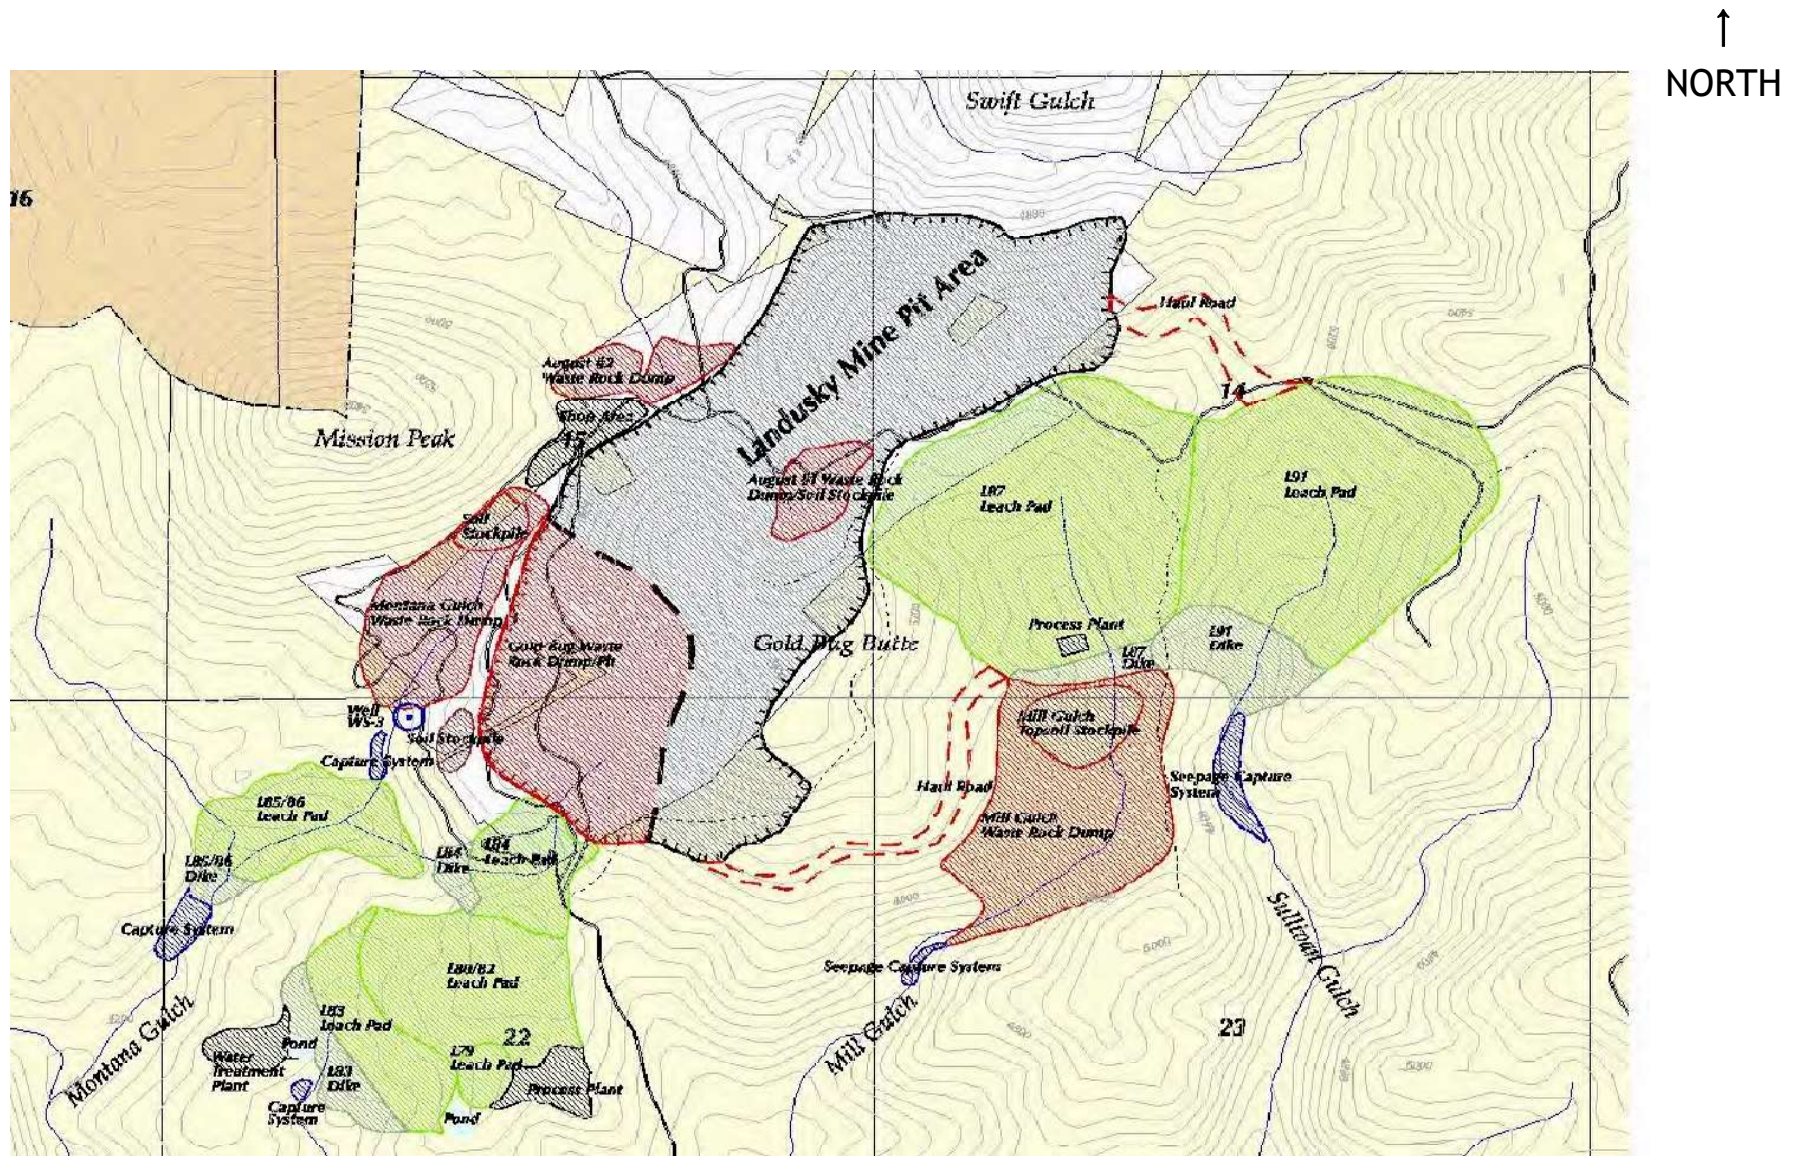 NORTH
Swift Gulch
16
4800
Landusky Mine Pit Area
Haul Road
August #2
Waste Rock Dump
14
Shop Area
15
Mission Peak
August #1 Waste Rock
Dump/Soil Stockpile
L87
Leach Pad
L91
Leach Pad
Soil
Stockpile
Montana Gulch
Waste Rock Dump
Gold Bug Waste
Rock Dump/Pit
Gold Bug Butte
Process Plant
L87
Dike
L91
Dike
Well
WS-3
Soil Stockpile
Capture System
Mill Gulch
Topsoil Stockpile
Haul Road
Seepage Capture
System
Mill Gulch
Waste Rock Dump
L85/86
Leach Pad
L84
Leach Pad
L84
Dike
L85/86
Dike
Capture System
Sullivan Gulch
Seepage Capture System
L80/82
Leach Pad
Montana Gulch
Mill Gulch
L83
Leach Pad
22
23
Pond
L79
Leach Pad
Water
Treatment
Plant
L83
Dike
Process Plant
Capture
System
Pond